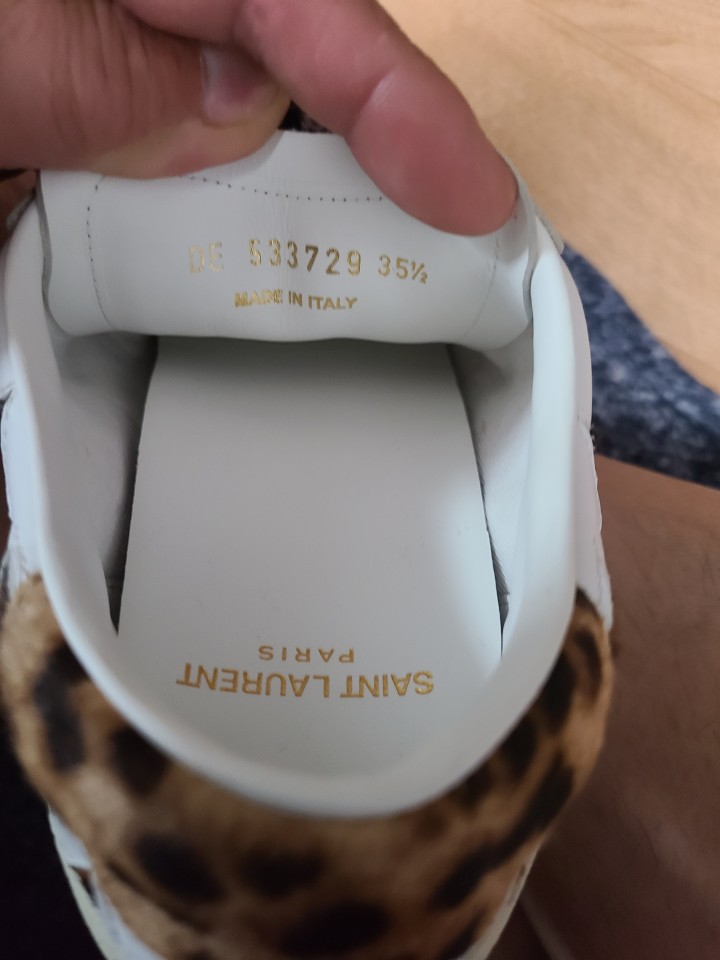 DE 533729 35½
MADE IN ITALY
SAINT LAURENT
PARIS